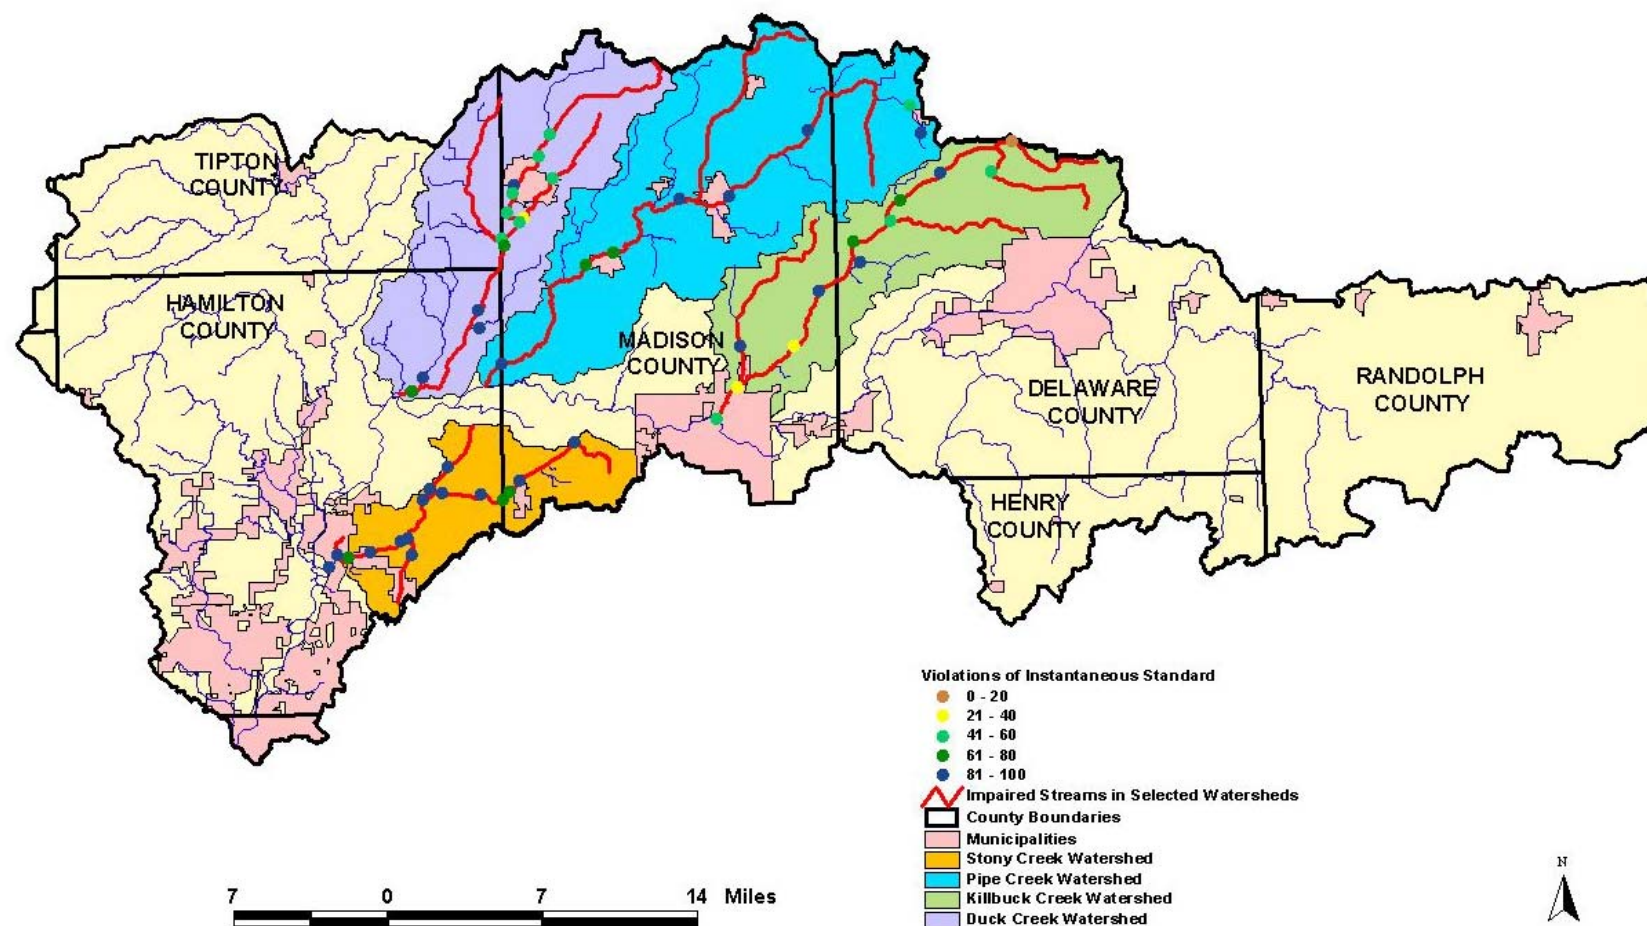 TIPTON
COUNTY
HAMILTON
COUNTY
MADISON
COUNTY
DELAWARE
COUNTY
RANDOLPH
COUNTY
HENRY
COUNTY
Violations of Instantaneous Standard
0 - 20
21 - 40
41 - 60
61 - 80
81 - 100
Impaired Streams in Selected Watersheds
County Boundaries
Municipalities
Stony Creek Watershed
Pipe Creek Watershed
Killbuck Creek Watershed
Duck Creek Watershed
7 0 7 14 Miles
N